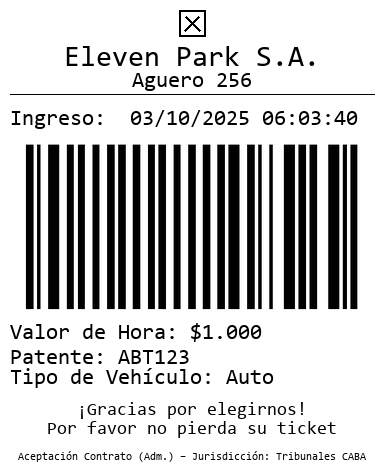 Eleven Park S.A.
Aguero 256
Ingreso: 03/10/2025 06:03:40
Valor de Hora: $1.000
Patente: ABT123
Tipo de Vehículo: Auto
¡Gracias por elegirnos!
Por favor no pierda su ticket
Aceptación Contrato (Adm.) – Jurisdicción: Tribunales CABA